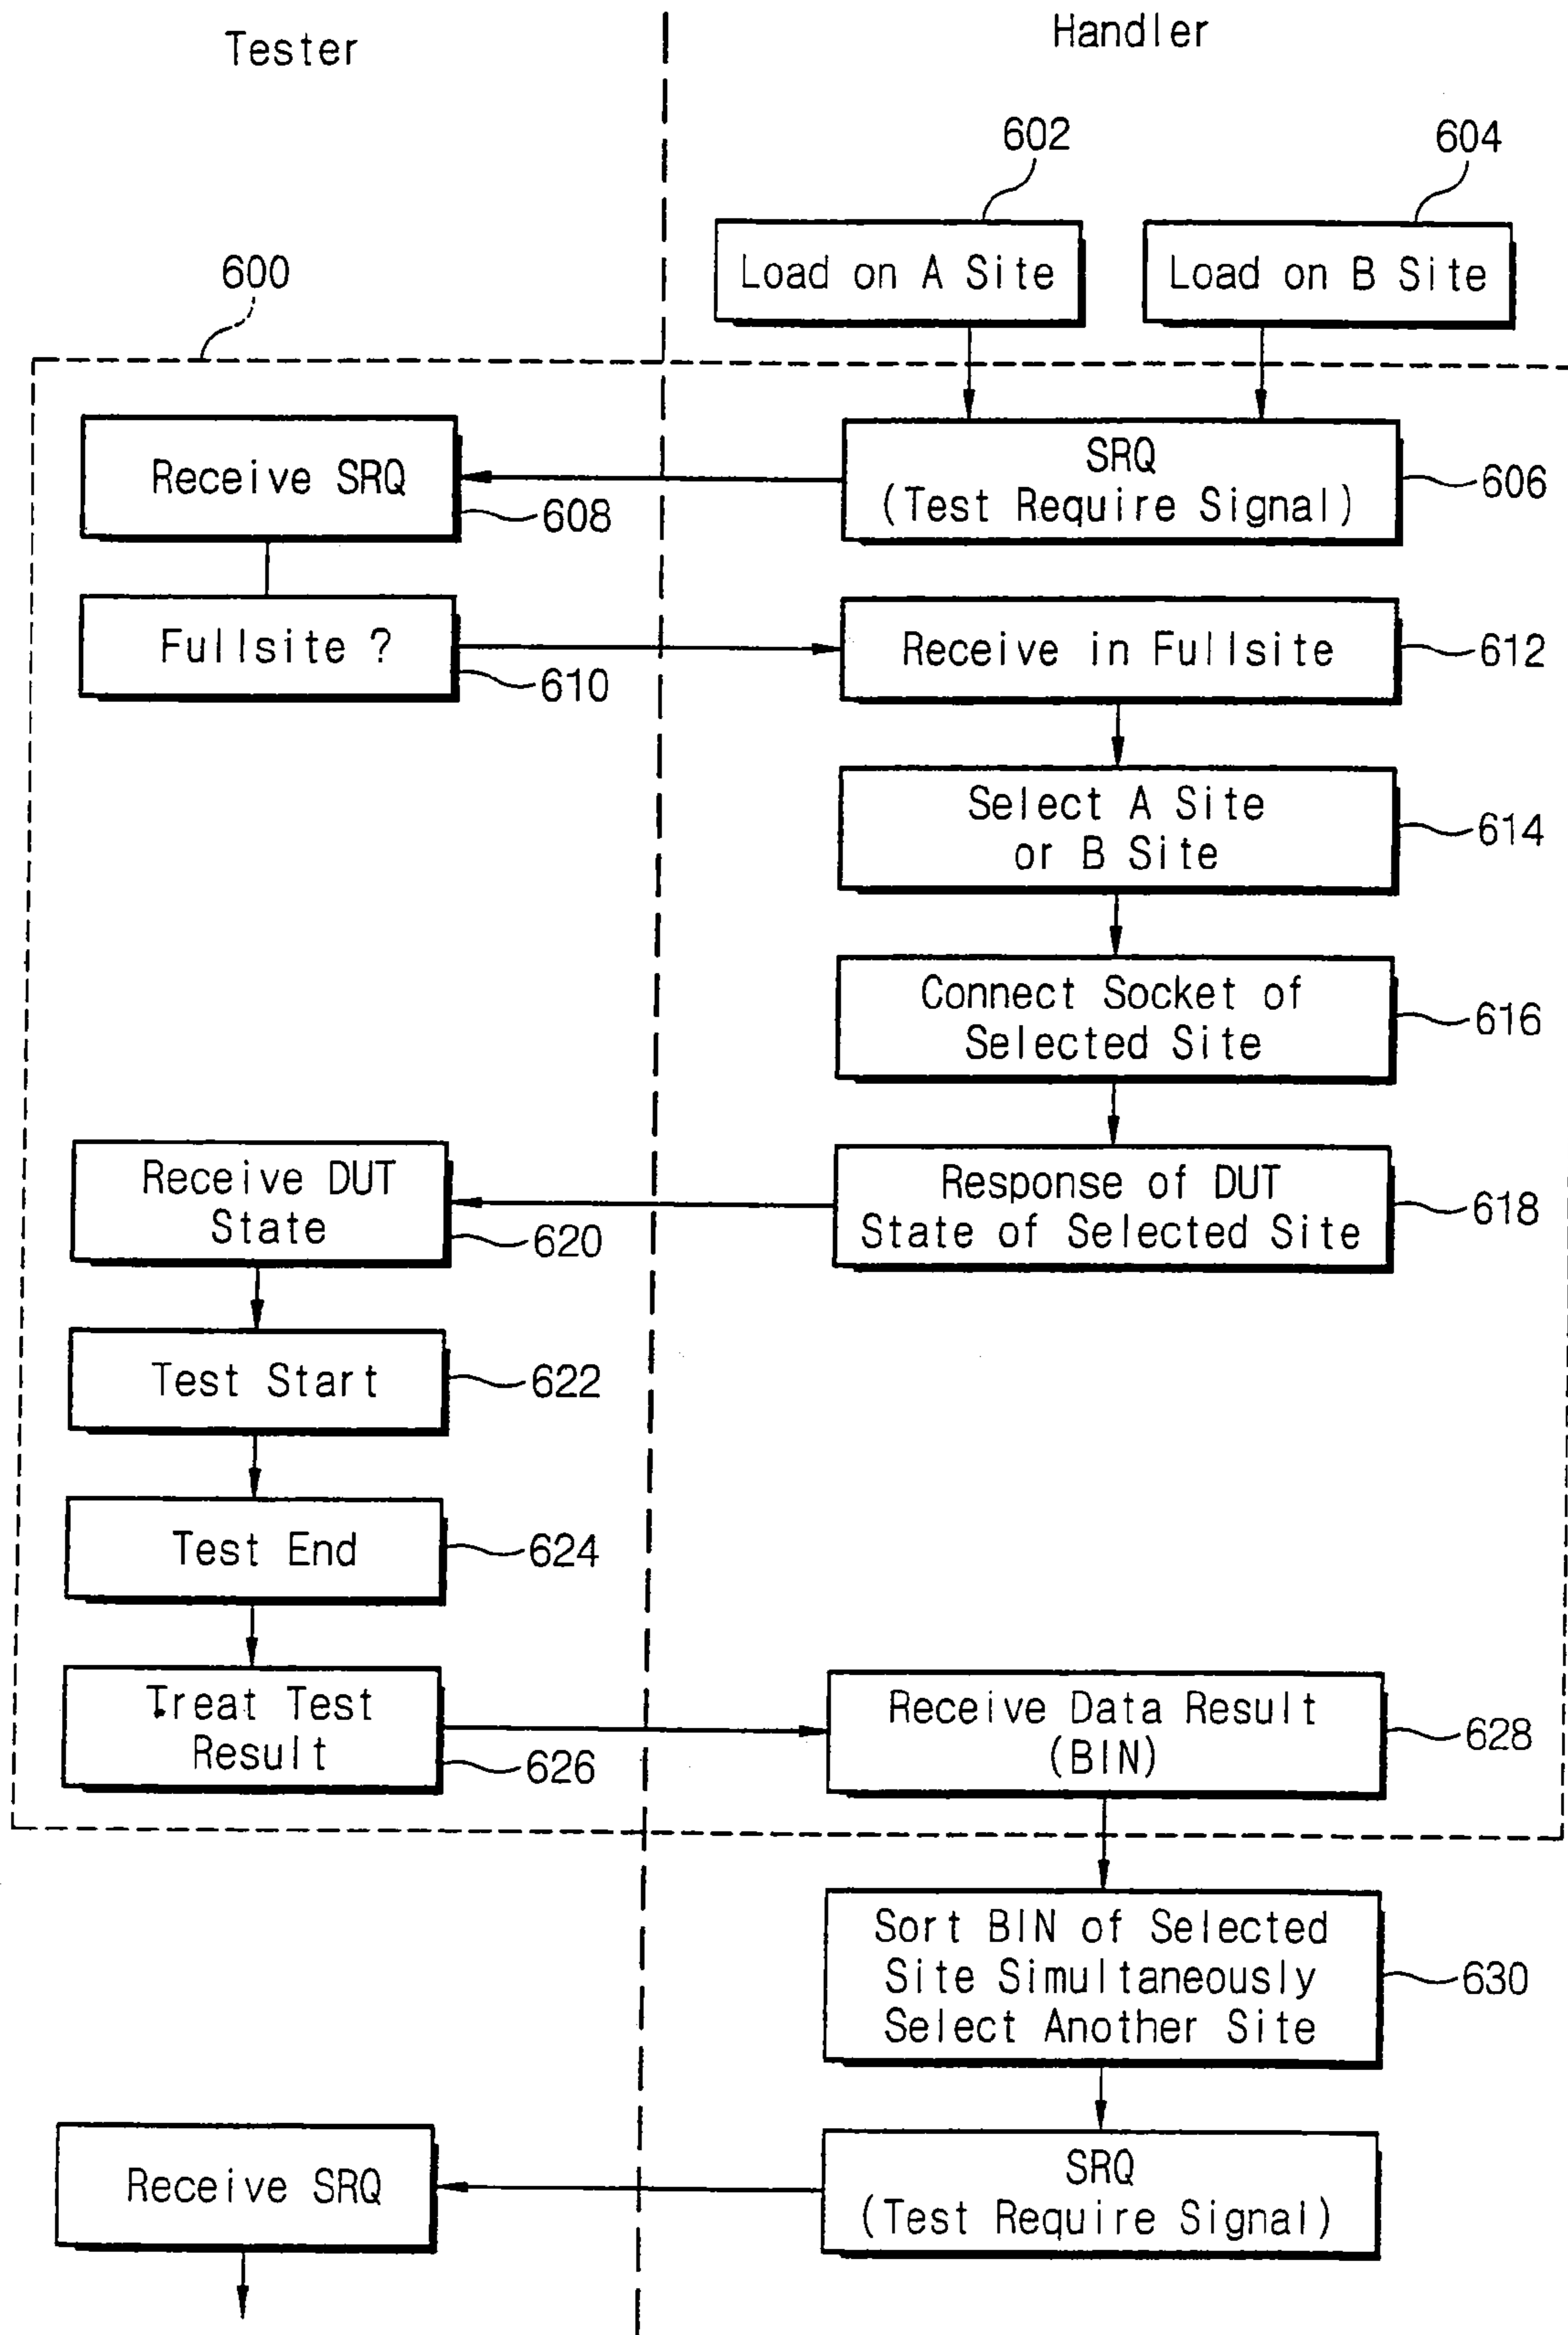 Tester
Handler
602
604
Load on A Site
Load on B Site
600
Receive SRQ
608
SRQ
(Test Require Signal)
606
Fullsite ?
610
Receive in Fullsite
612
Select A Site
or B Site
614
Connect Socket of
Selected Site
616
Receive DUT
State
620
Response of DUT
State of Selected Site
618
Test Start
622
Test End
624
Treat Test
Result
626
Receive Data Result
(BIN)
628
Sort BIN of Selected
Site Simultaneously
Select Another Site
630
Receive SRQ
SRQ
(Test Require Signal)